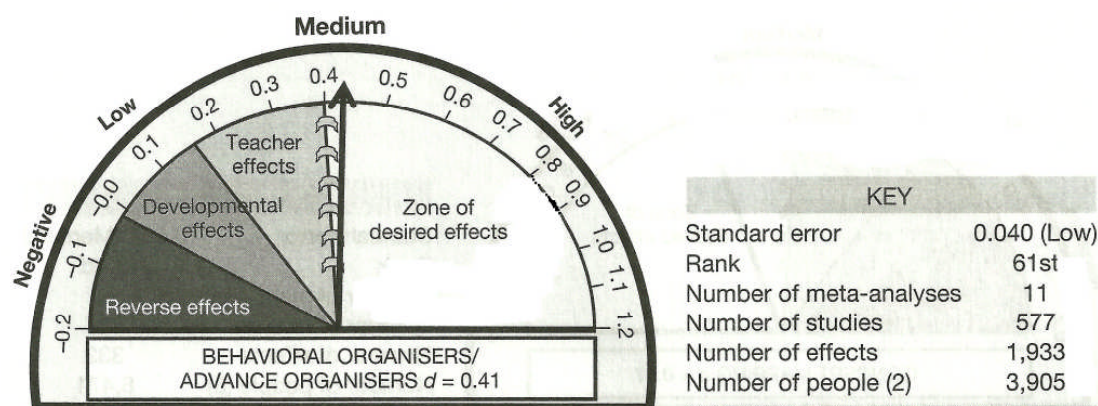 Medium
Low
High
Negative
-0.2
-0.1
-0.0
0.1
0.2
0.3
0.4
0.5
0.6
0.7
0.8
0.9
1.0
1.1
1.2
Teacher
effects
Developmental
effects
Reverse effects
Zone of
desired effects
BEHAVIORAL ORGANISERS/
ADVANCE ORGANISERS d = 0.41
KEY
Standard error 0.040 (Low)
Rank 61st
Number of meta-analyses 11
Number of studies 577
Number of effects 1,933
Number of people (2) 3,905